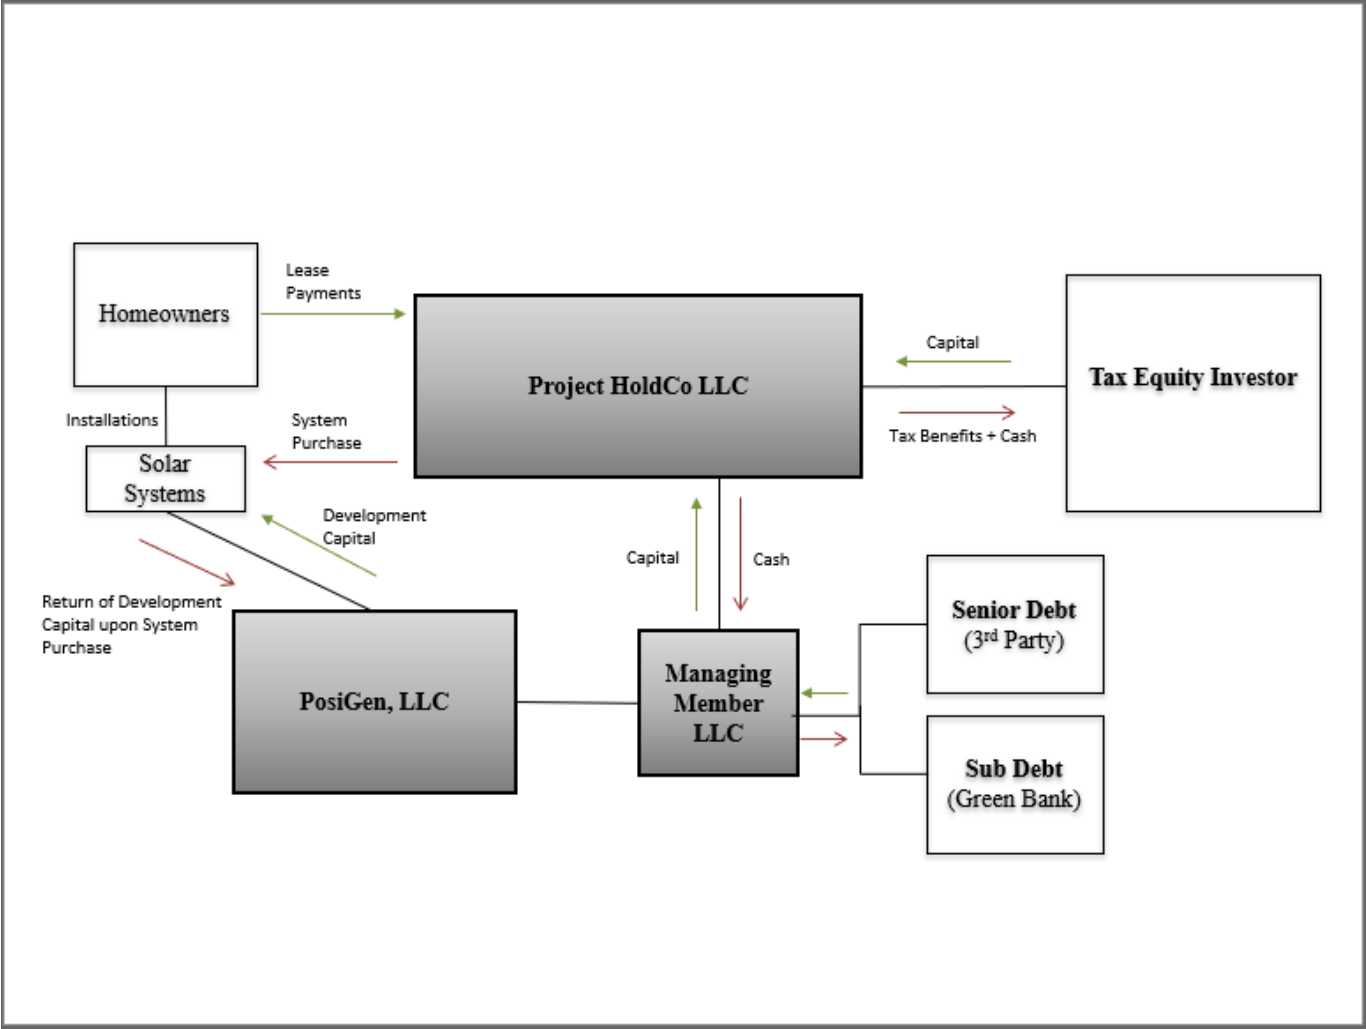 Homeowners
Lease
Payments
Project HoldCo LLC
Capital
Tax Benefits + Cash
Tax Equity Investor
Installations
System
Purchase
Solar
Systems
Development
Capital
Return of Development
Capital upon System
Purchase
Capital
Cash
PosiGen, LLC
Managing
Member
LLC
Senior Debt
(3rd Party)
Sub Debt
(Green Bank)